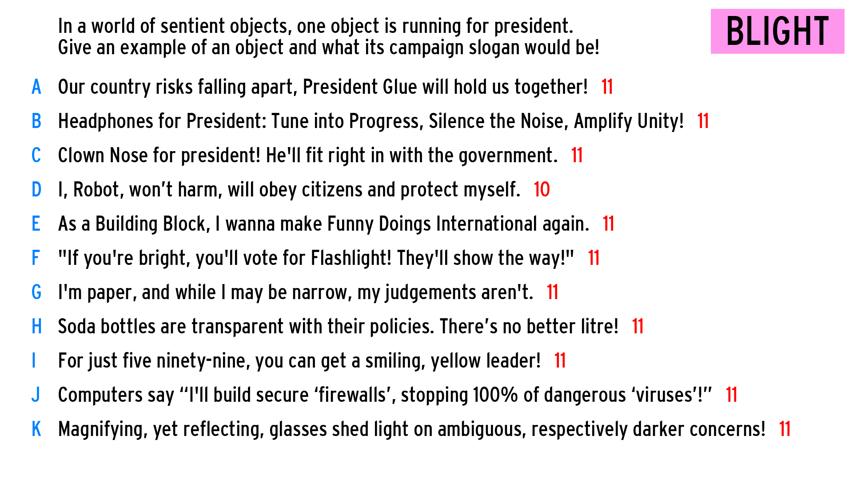 In a world of sentient objects, one object is running for president.
Give an example of an object and what its campaign slogan would be!
BLIGHT
A Our country risks falling apart, President Glue will hold us together! 11
B Headphones for President: Tune into Progress, Silence the Noise, Amplify Unity! 11
C Clown Nose for president! He'll fit right in with the government. 11
D I, Robot, won’t harm, will obey citizens and protect myself. 10
E As a Building Block, I wanna make Funny Doings International again. 11
F "If you're bright, you'll vote for Flashlight! They'll show the way!" 11
G I'm paper, and while I may be narrow, my judgements aren't. 11
H Soda bottles are transparent with their policies. There’s no better litre! 11
I For just five ninety-nine, you can get a smiling, yellow leader! 11
J Computers say “I'll build secure ‘firewalls’, stopping 100% of dangerous ‘viruses’!” 11
K Magnifying, yet reflecting, glasses shed light on ambiguous, respectively darker concerns! 11